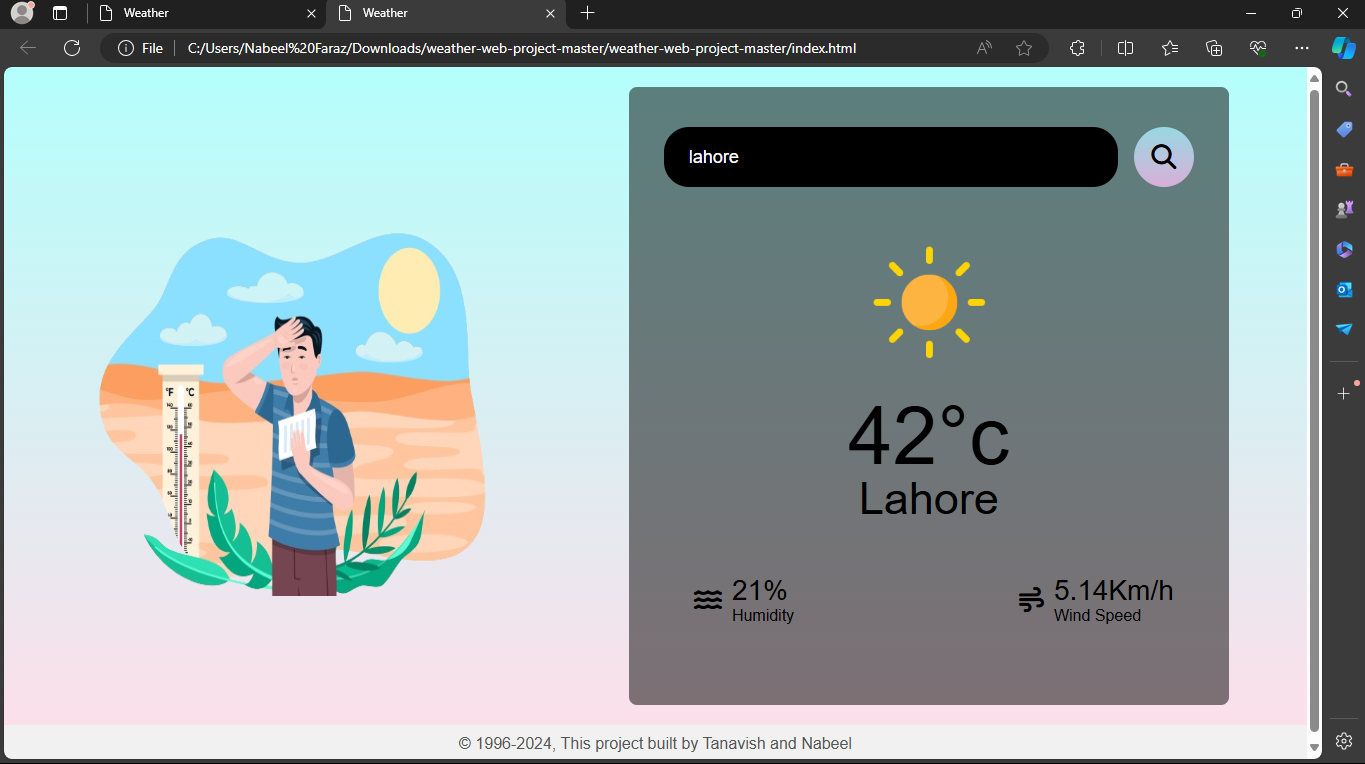 Weather
Weather
File
C:/Users/Nabeel%20Faraz/Downloads/weather-web-project-master/weather-web-project-master/index.html
lahore
°F °C
42°c
Lahore
21%
Humidity
5.14Km/h
Wind Speed
© 1996-2024, This project built by Tanavish and Nabeel